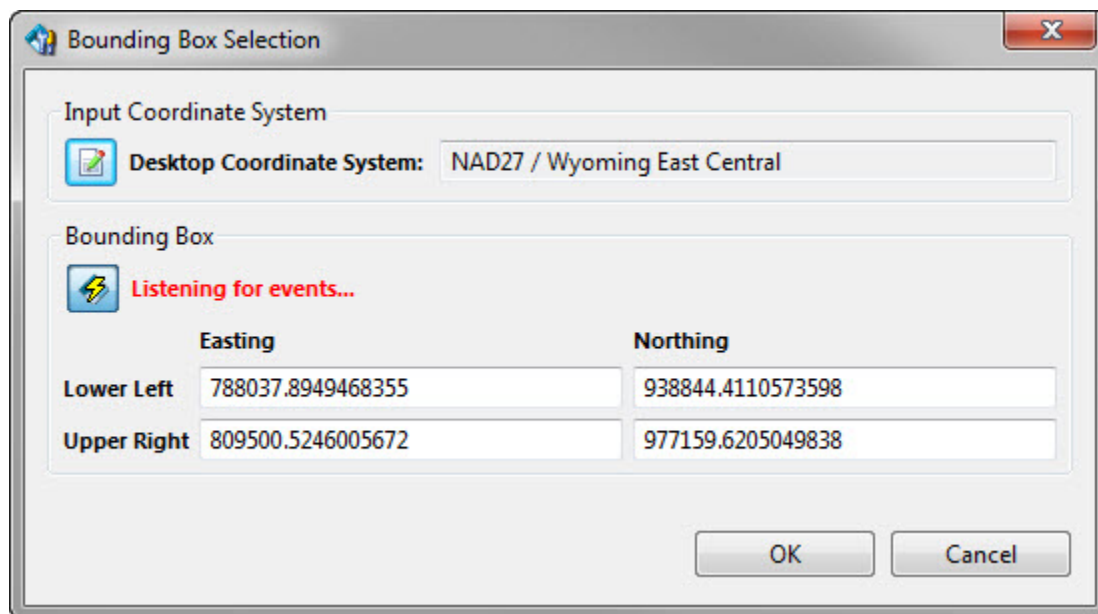 Bounding Box Selection
Input Coordinate System
Desktop Coordinate System: NAD27 / Wyoming East Central
Bounding Box
Listening for events...
Easting Northing
Lower Left 788037.8949468355 938844.4110573598
Upper Right 809500.5246005672 977159.6205049838
OK Cancel